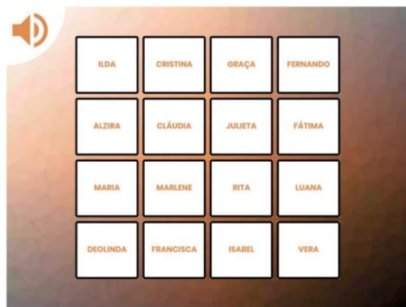 ILDA CRISTINA GRAÇA FERNANDO
ALZIRA CLÁUDIA JULIETA FÁTIMA
MARIA MARLENE RITA LUANA
DEOLINDA FRANCISCA ISABEL VERA